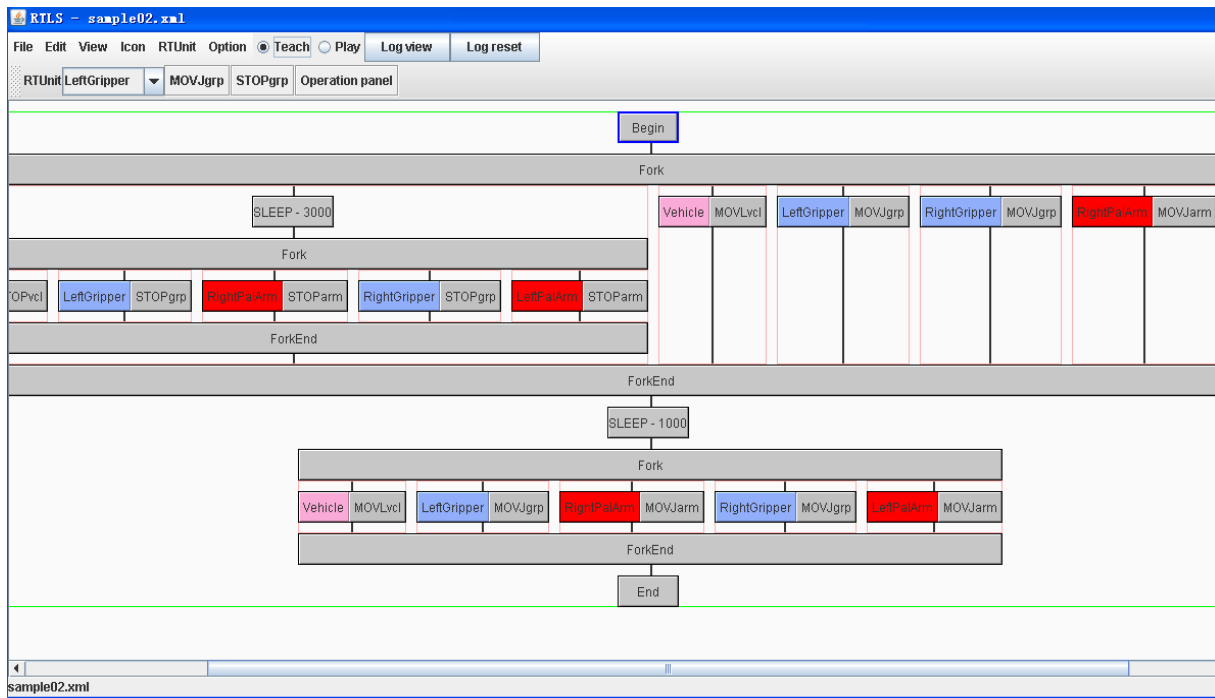 RTLS - sample02.xml
File Edit View Icon RTUnit Option Teach Play Log view Log reset
RTUnit LeftGripper MOVJgrp STOPgrp Operation panel
Begin
Fork
SLEEP - 3000
Vehicle MOVLvcl LeftGripper MOVJgrp RightGripper MOVJgrp RightPalArm MOVJarm
Fork
TOPvcl LeftGripper STOPgrp RightPalArm STOParm RightGripper STOPgrp LeftPalArm STOParm
ForkEnd
ForkEnd
SLEEP - 1000
Fork
Vehicle MOVLvcl LeftGripper MOVJgrp RightPalArm MOVJarm RightGripper MOVJgrp LeftPalArm MOVJarm
ForkEnd
End
sample02.xml